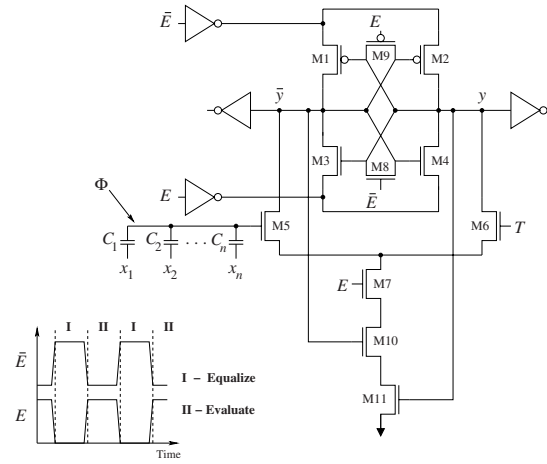 Ē
E
M1
M9
M2
ȳ
y
M3
M8
M4
E
Ē
Φ
M5
M6
T
C₁
C₂
. . .
Cₙ
x₁
x₂
xₙ
E
M7
M10
M11
I II I II
Ē
I – Equalize
II – Evaluate
E
Time